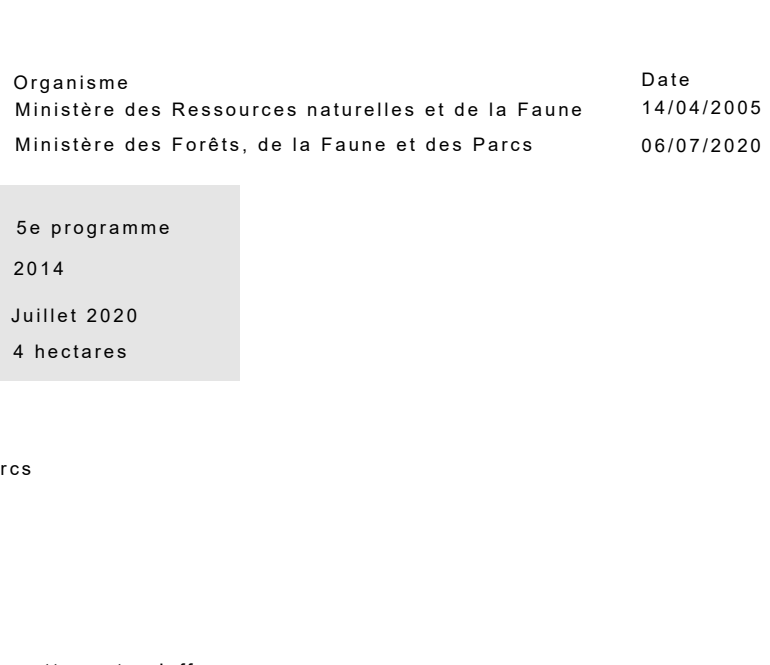 Organisme Date
Ministère des Ressources naturelles et de la Faune 14/04/2005
Ministère des Forêts, de la Faune et des Parcs 06/07/2020
5e programme
2014
Juillet 2020
4 hectares
rcs